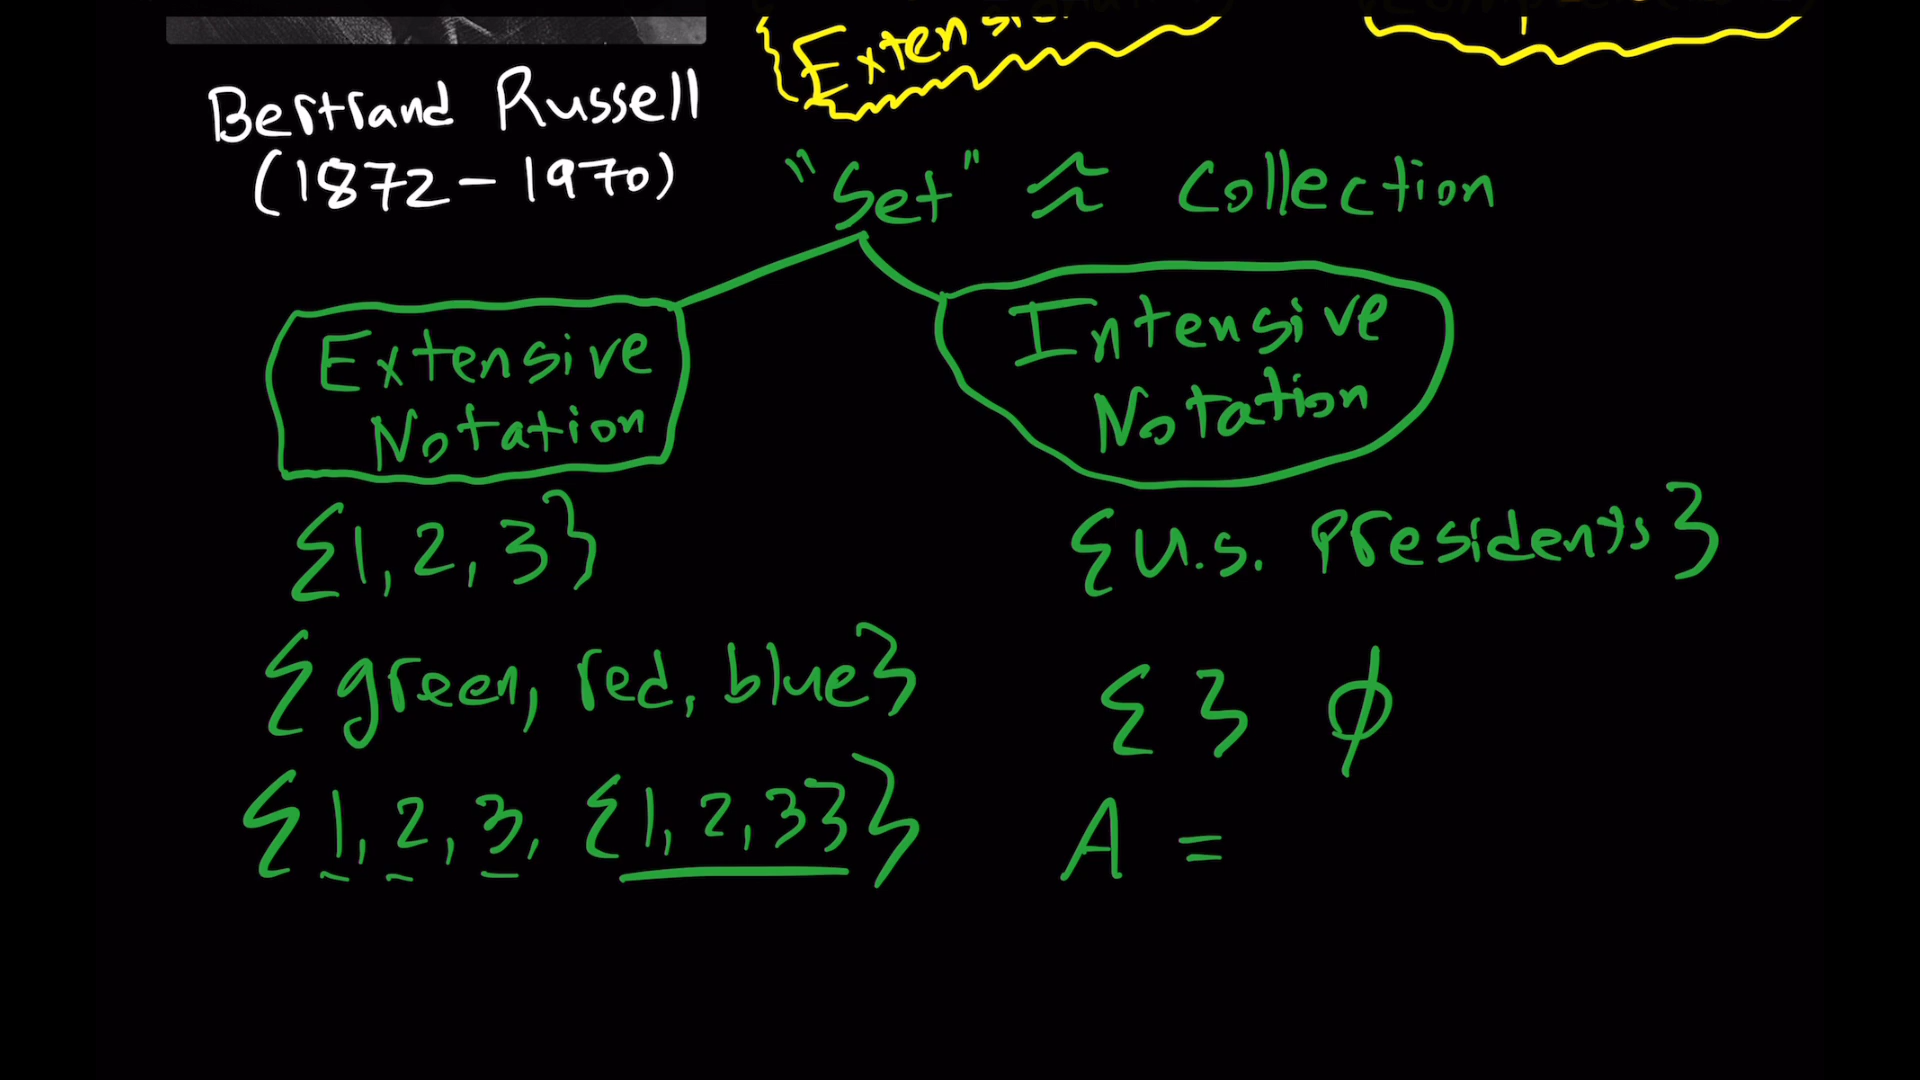 Bertrand Russell
(1872 - 1970)
"Set" ≈ Collection
Extensive
Notation
Intensive
Notation
{1, 2, 3}
{U.S. Presidents}
{green, red, blue}
{ } ϕ
{1, 2, 3, {1, 2, 3}}
A =